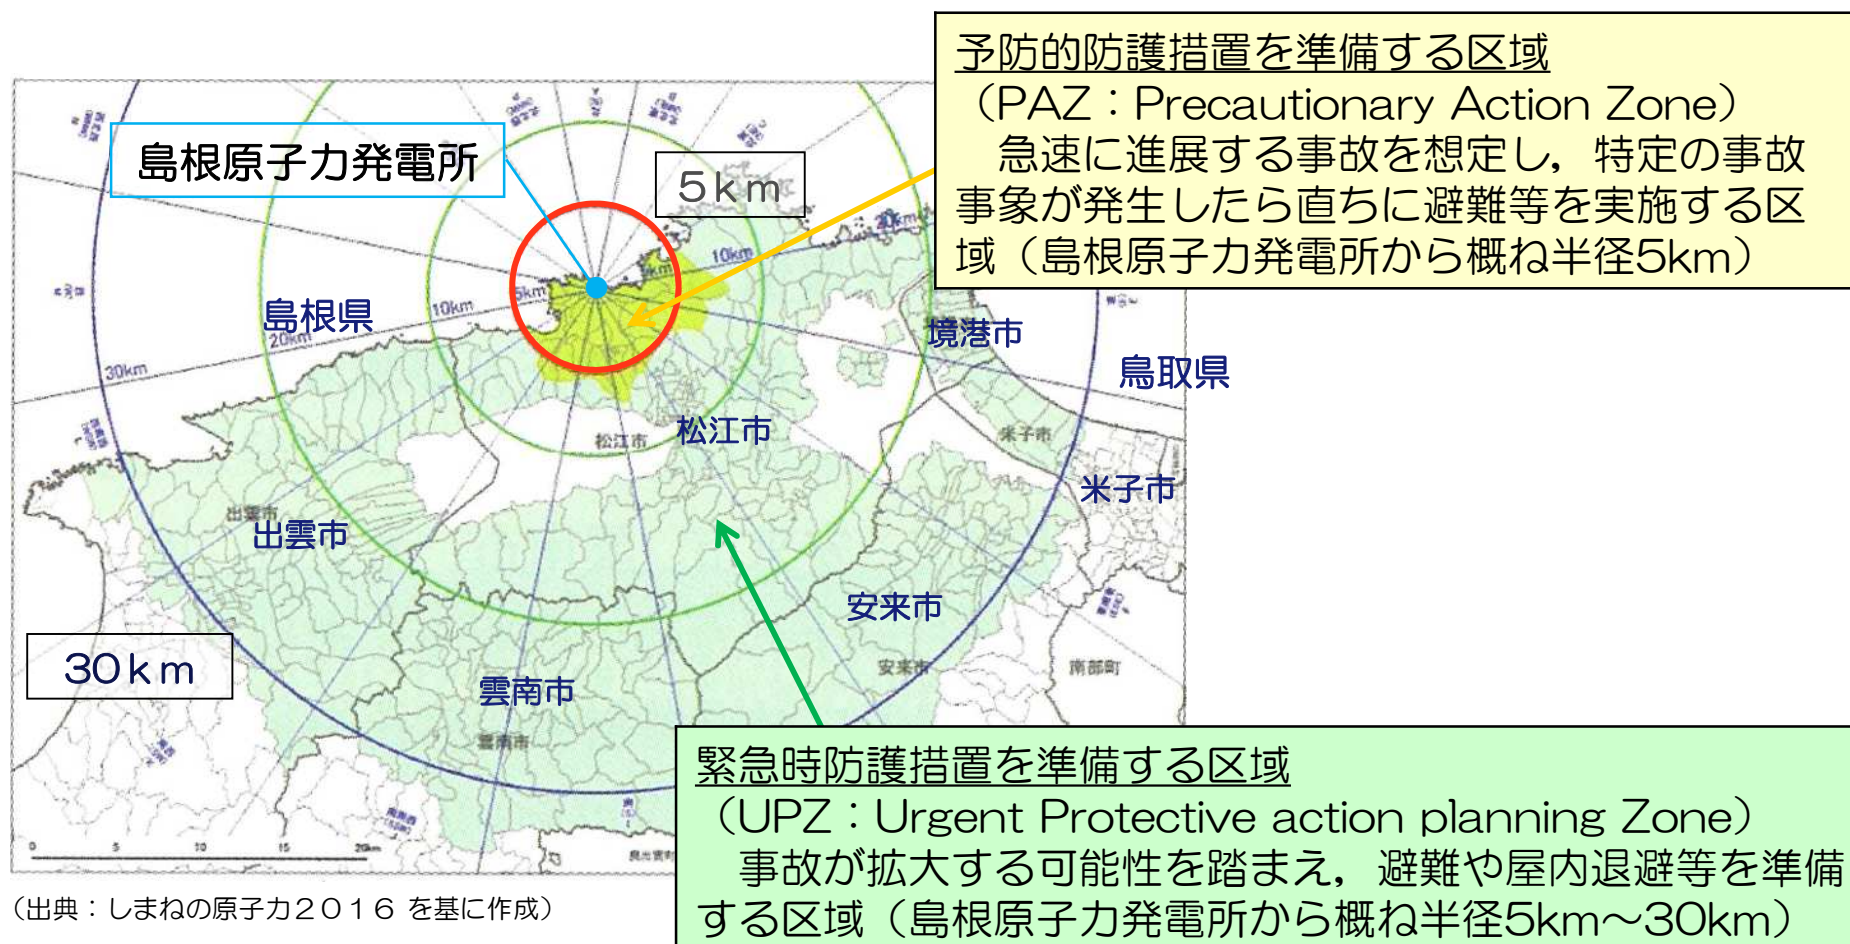 予防的防護措置を準備する区域
（PAZ：Precautionary Action Zone）
急速に進展する事故を想定し，特定の事故
事象が発生したら直ちに避難等を実施する区
域（島根原子力発電所から概ね半径5km）
島根原子力発電所
5km
10km
20km
30km
5km
10km
島根県
境港市
鳥取県
松江市
松江市
米子市
米子市
出雲市
出雲市
安来市
安来市
南部町
30km
雲南市
雲南市
0 5 10 15 20km
緊急時防護措置を準備する区域
（UPZ：Urgent Protective action planning Zone）
事故が拡大する可能性を踏まえ，避難や屋内退避等を準備
する区域（島根原子力発電所から概ね半径5km～30km）
（出典：しまねの原子力２０１６ を基に作成）